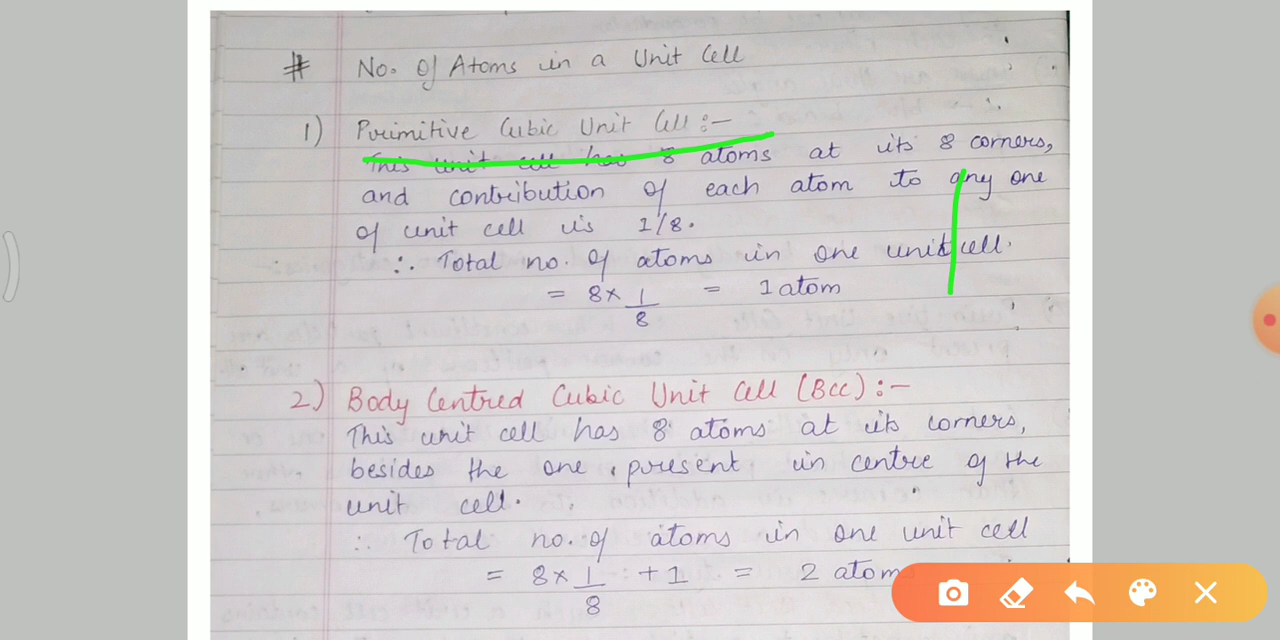 # No. Of Atoms in a Unit Cell
1) Primitive Cubic Unit Cell :-
This unit cell has 8 atoms at its 8 corners,
and contribution of each atom to any one
of unit cell is 1/8.
∴ Total no. of atoms in one unit cell.
= 8 × 1/8 = 1 atom
2) Body Centred Cubic Unit Cell (Bcc) :-
This unit cell has 8 atoms at its corners,
besides the one present in centre of the
unit cell.
∴ Total no. of atoms in one unit cell
= 8 × 1/8 + 1 = 2 atoms